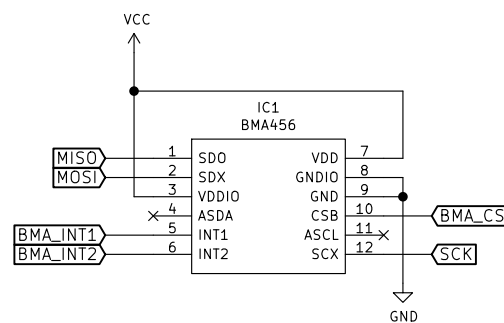 VCC
IC1
BMA456
MISO 1 SDO VDD 7
MOSI 2 SDX GNDIO 8
3 VDDIO GND 9
4 ASDA CSB 10 BMA_CS
BMA_INT1 5 INT1 ASCL 11
BMA_INT2 6 INT2 SCX 12 SCK
GND